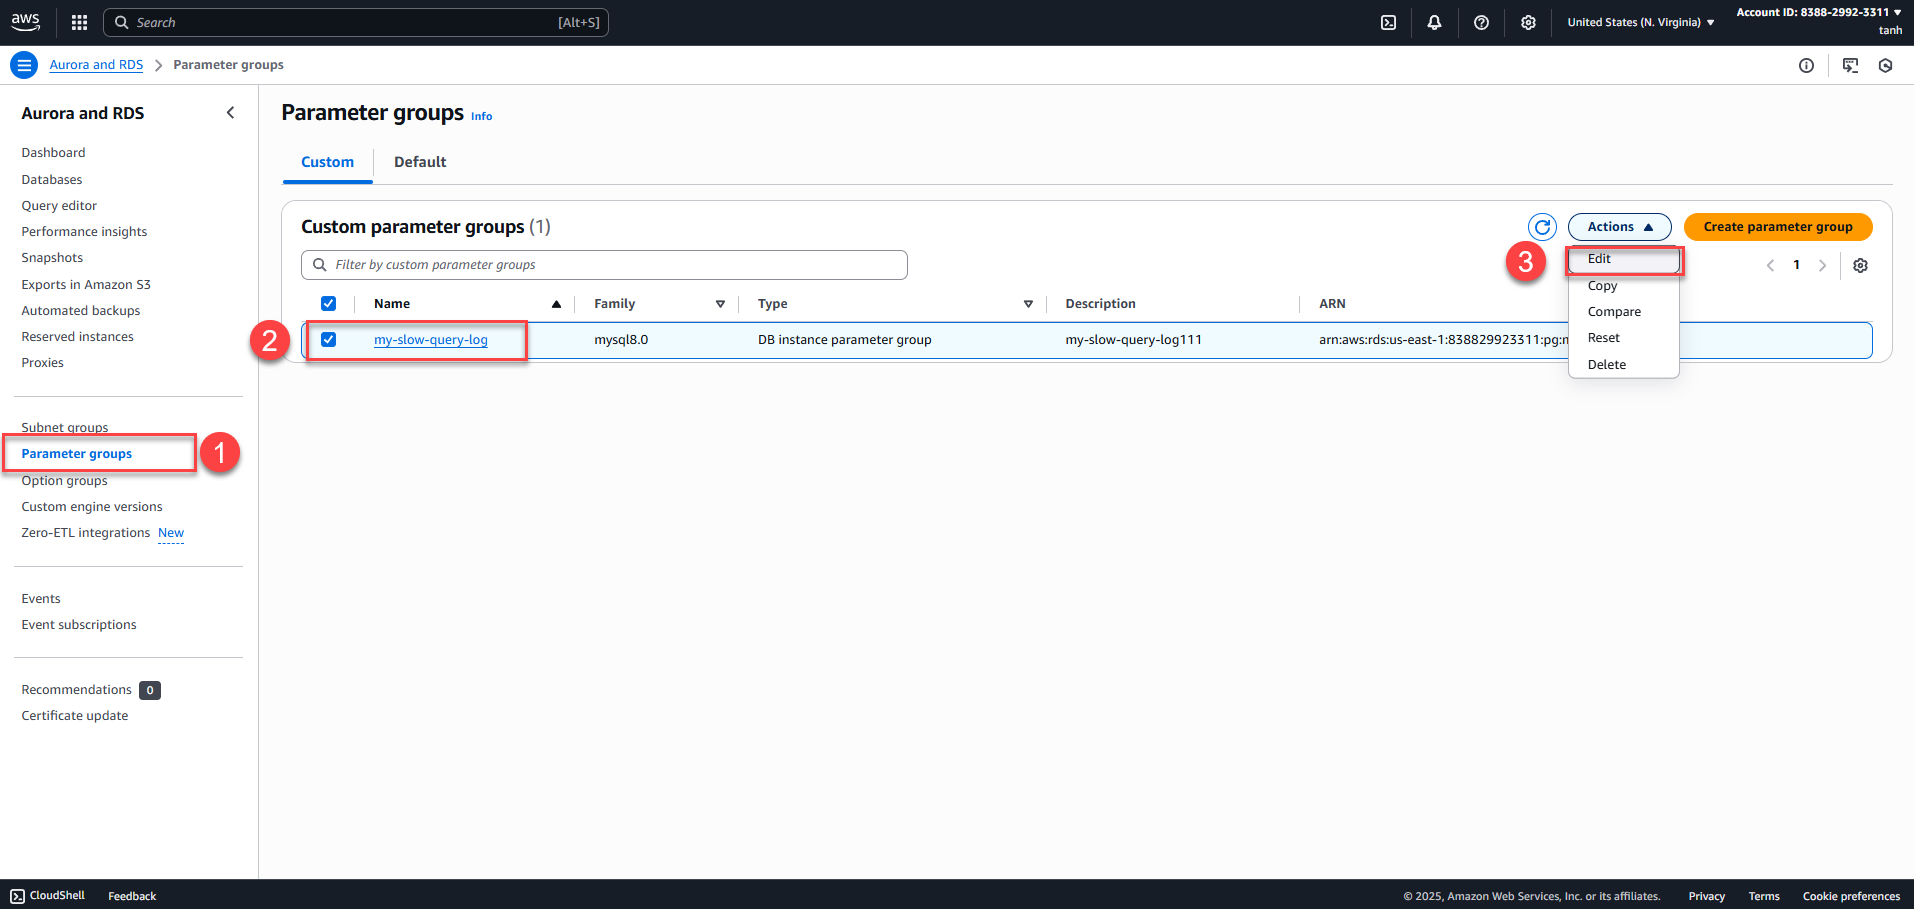 aws
Search [Alt+S]
United States (N. Virginia)
Account ID: 8388-2992-3311
tanh
Aurora and RDS
Parameter groups
Aurora and RDS
Dashboard
Databases
Query editor
Performance insights
Snapshots
Exports in Amazon S3
Automated backups
Reserved instances
Proxies
Subnet groups
Parameter groups
1
Option groups
Custom engine versions
Zero-ETL integrations New
Events
Event subscriptions
Recommendations 0
Certificate update
Parameter groups Info
Custom
Default
Custom parameter groups (1)
Actions
Create parameter group
Filter by custom parameter groups
3
Edit
Copy
Compare
Reset
Delete
1
Name Family Type Description ARN
2
my-slow-query-log mysql8.0 DB instance parameter group my-slow-query-log111 arn:aws:rds:us-east-1:838829923311:pg:
CloudShell
Feedback
© 2025, Amazon Web Services, Inc. or its affiliates.
Privacy
Terms
Cookie preferences